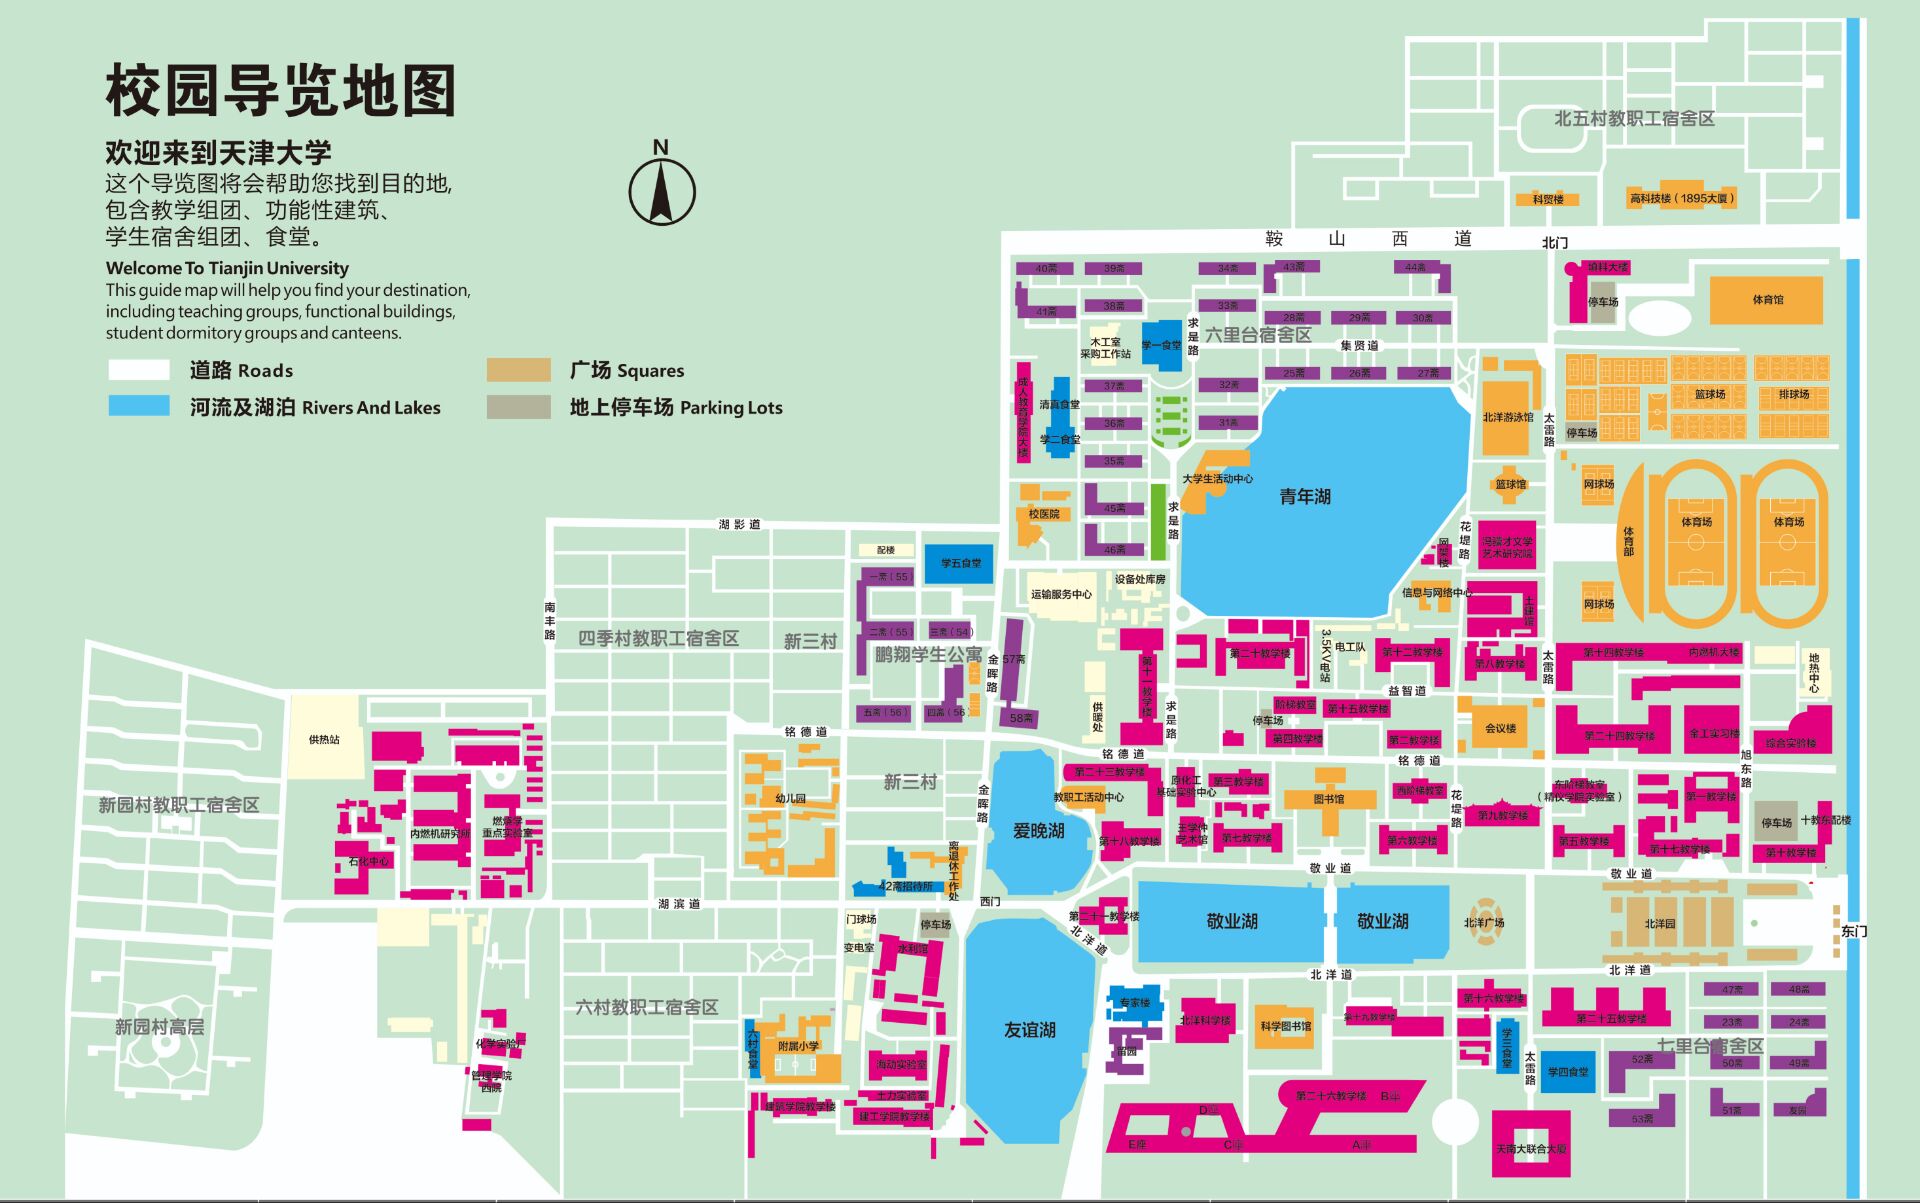 校园导览地图
欢迎来到天津大学
这个导览图将会帮助您找到目的地,
包含教学组团、功能性建筑、
学生宿舍组团、食堂。
Welcome To Tianjin University
This guide map will help you find your destination,
including teaching groups, functional buildings,
student dormitory groups and canteens.
道路 Roads
广场 Squares
河流及湖泊 Rivers And Lakes
地上停车场 Parking Lots
N
北五村教职工宿舍区
科贸楼
高科技楼（1895大厦）
鞍山西道
北门
40斋
39斋
34斋
43斋
44斋
填料大楼
停车场
体育馆
41斋
38斋
33斋
28斋
29斋
30斋
六里台宿舍区
木工室
采购工作站
学一食堂
求是路
集贤道
成人教育学院大楼
清真食堂
学二食堂
37斋
32斋
25斋
26斋
27斋
36斋
31斋
35斋
北洋游泳馆
太雷路
停车场
篮球场
排球场
大学生活动中心
青年湖
篮球馆
网球场
体育场
体育场
校医院
45斋
46斋
求是路
花堤路
网架楼
冯骥才文学
艺术研究院
体育部
湖影道
配楼
学五食堂
一斋（55）
二斋（55）
三斋（54）
五斋（56）
四斋（56）
鹏翔学生公寓
南丰路
四季村教职工宿舍区
新三村
金晖路
57斋
58斋
运输服务中心
设备处库房
信息与网络中心
土建馆
网球场
第十一教学楼
供暖处
第二十教学楼
3.5KV电站
电工队
第十二教学楼
第八教学楼
太雷路
第十四教学楼
内燃机大楼
地热中心
益智道
求是路
阶梯教室
停车场
第十五教学楼
第四教学楼
第二教学楼
会议楼
第二十四教学楼
金工实习楼
综合实验楼
旭东路
铭德道
铭德道
铭德道
供热站
新园村教职工宿舍区
石化中心
内燃机研究所
燃烧学
重点实验室
幼儿园
新三村
金晖路
爱晚湖
第二十三教学楼
教职工活动中心
原化工
基础实验中心
第三教学楼
图书馆
西阶梯教室
花堤路
第九教学楼
东阶梯教室
（精仪学院实验室）
第一教学楼
停车场
十教东配楼
第十八教学楼
王学仲
艺术馆
第七教学楼
第六教学楼
第五教学楼
第十七教学楼
第十教学楼
离退休工作处
42斋招待所
敬业道
敬业道
湖滨道
西门
门球场
停车场
变电室
水利馆
第二十一教学楼
北洋道
敬业湖
敬业湖
北洋广场
北洋园
东门
北洋道
北洋道
新园村高层
化学实验厂
管理学院
西院
六村教职工宿舍区
六村食堂
附属小学
海动实验室
土力实验室
建筑学院教学楼
建工学院教学楼
友谊湖
专家楼
留园
北洋科学楼
科学图书馆
第十九教学楼
第十六教学楼
第二十五教学楼
学三食堂
太雷路
学四食堂
47斋
48斋
23斋
24斋
七里台宿舍区
52斋
50斋
49斋
53斋
51斋
友园
第二十六教学楼
B座
D座
E座
C座
A座
天南大联合大厦